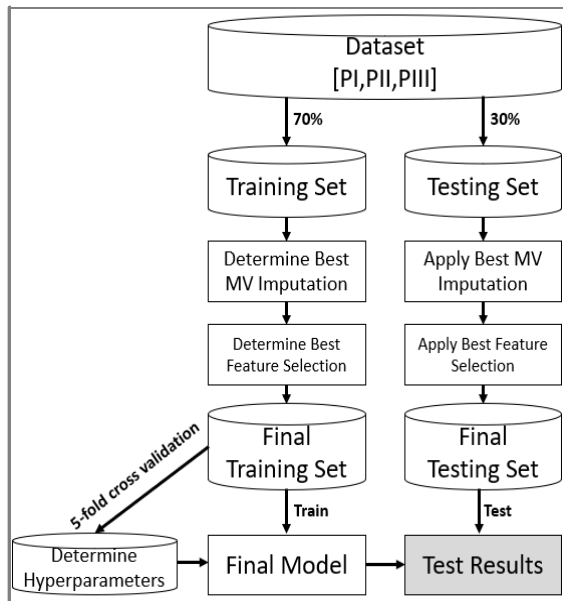 Dataset
[PI,PII,PIII]
70%
30%
Training Set
Testing Set
Determine Best
MV Imputation
Apply Best MV
Imputation
Determine Best
Feature Selection
Apply Best Feature
Selection
Final
Training Set
Final
Testing Set
5-fold cross validation
Train
Test
Determine
Hyperparameters
Final Model
Test Results